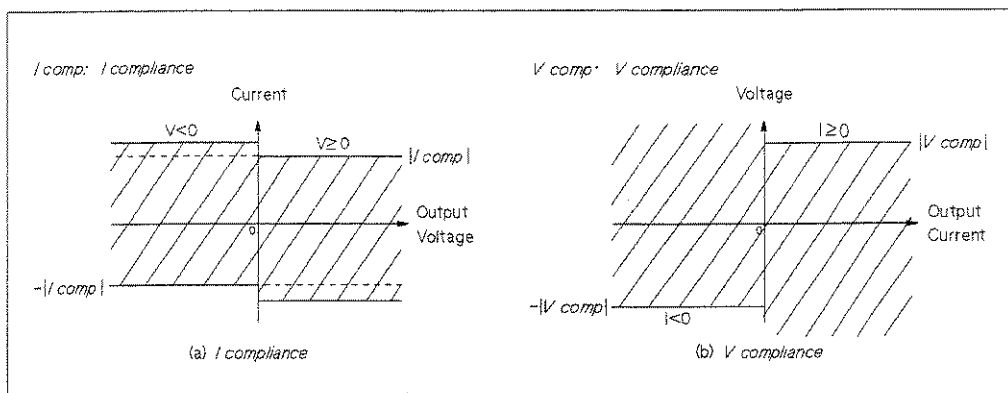 I comp: I compliance
Current
V<0
V≥0
|I comp|
0
Output
Voltage
-|I comp|
(a) I compliance
V comp: V compliance
Voltage
I≥0
|V comp|
0
Output
Current
-|V comp|
I<0
(b) V compliance